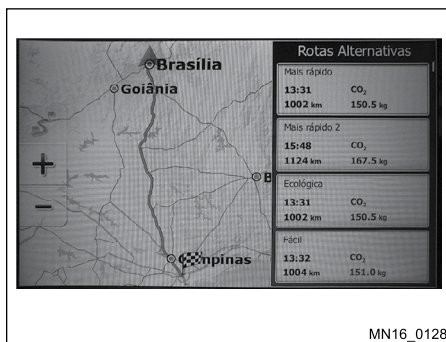 Brasília
Goiânia
B
mpinas
+
−
Rotas Alternativas
Mais rápido
13:31 CO₂
1002 km 150.5 kg
Mais rápido 2
15:48 CO₂
1124 km 167.5 kg
Ecológica
13:31 CO₂
1002 km 150.5 kg
Fácil
13:32 CO₂
1004 km 151.0 kg
MN16_0128